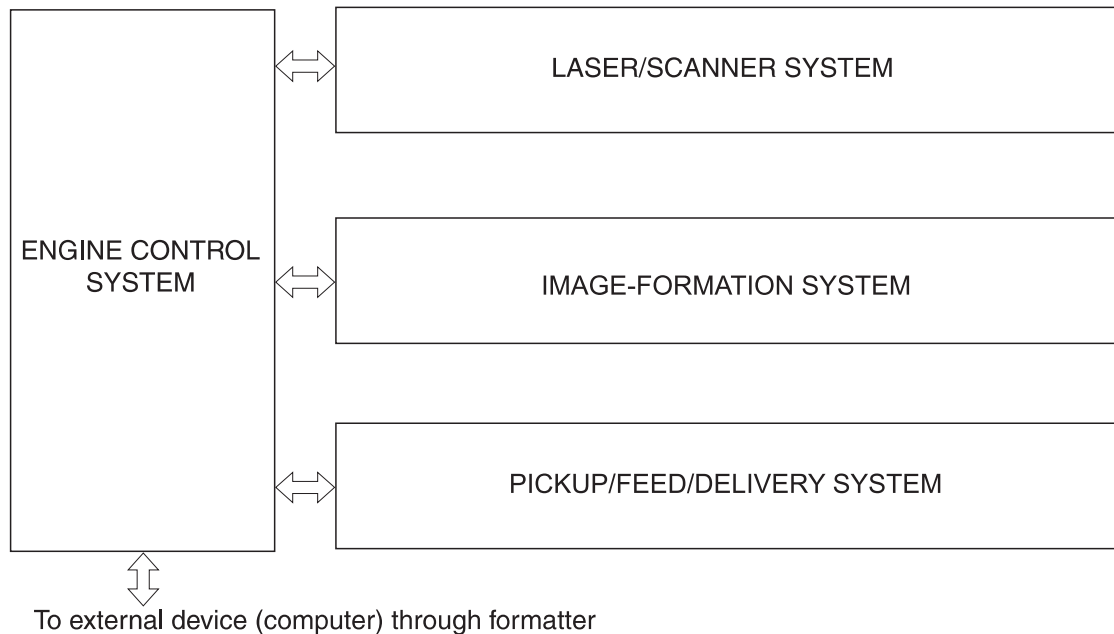 LASER/SCANNER SYSTEM
ENGINE CONTROL
SYSTEM
IMAGE-FORMATION SYSTEM
PICKUP/FEED/DELIVERY SYSTEM
To external device (computer) through formatter